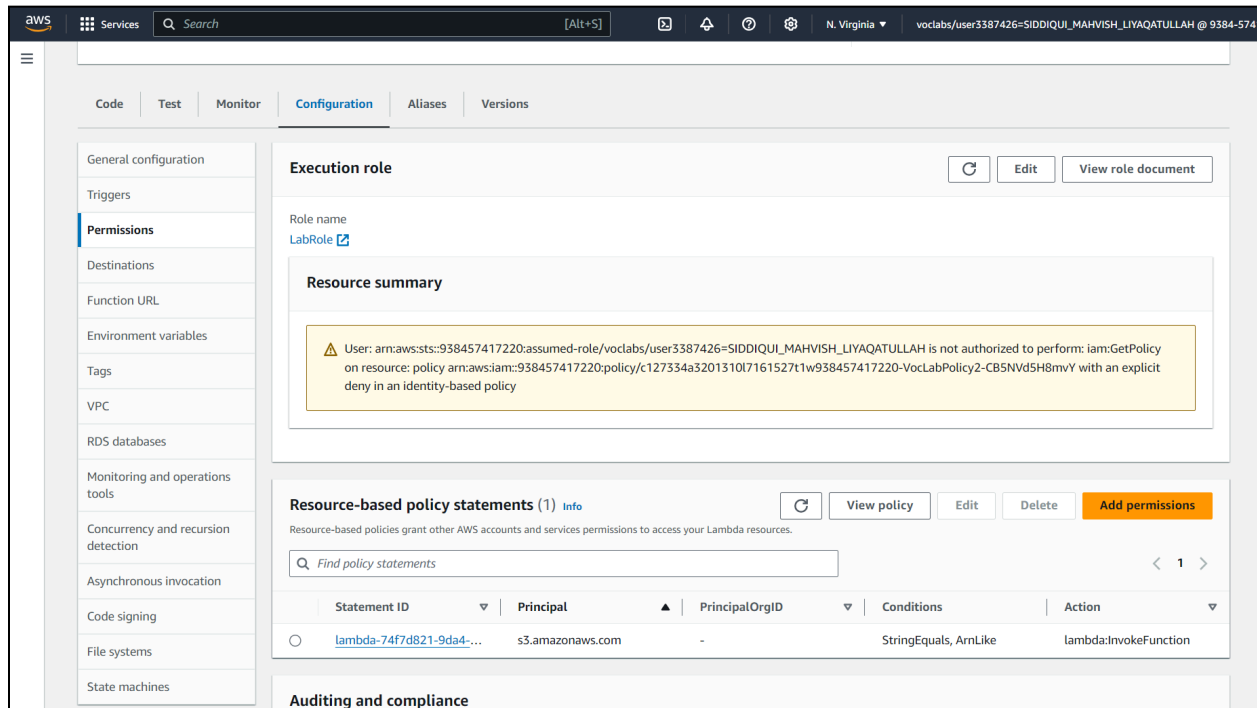 aws
Services
Search
[Alt+S]
N. Virginia
voclabs/user3387426=SIDDIQUI_MAHVISH_LIYAQATULLAH @ 9384-574
Code
Test
Monitor
Configuration
Aliases
Versions
General configuration
Triggers
Permissions
Destinations
Function URL
Environment variables
Tags
VPC
RDS databases
Monitoring and operations
tools
Concurrency and recursion
detection
Asynchronous invocation
Code signing
File systems
State machines
Execution role
Edit
View role document
Role name
LabRole
Resource summary
User: arn:aws:sts::938457417220:assumed-role/voclabs/user3387426=SIDDIQUI_MAHVISH_LIYAQATULLAH is not authorized to perform: iam:GetPolicy
on resource: policy arn:aws:iam::938457417220:policy/c127334a3201310l7161527t1w938457417220-VocLabPolicy2-CB5NVd5H8mvY with an explicit
deny in an identity-based policy
Resource-based policy statements (1) Info
View policy
Edit
Delete
Add permissions
Resource-based policies grant other AWS accounts and services permissions to access your Lambda resources.
Find policy statements
1
Statement ID
Principal
PrincipalOrgID
Conditions
Action
lambda-74f7d821-9da4-...
s3.amazonaws.com
-
StringEquals, ArnLike
lambda:InvokeFunction
Auditing and compliance